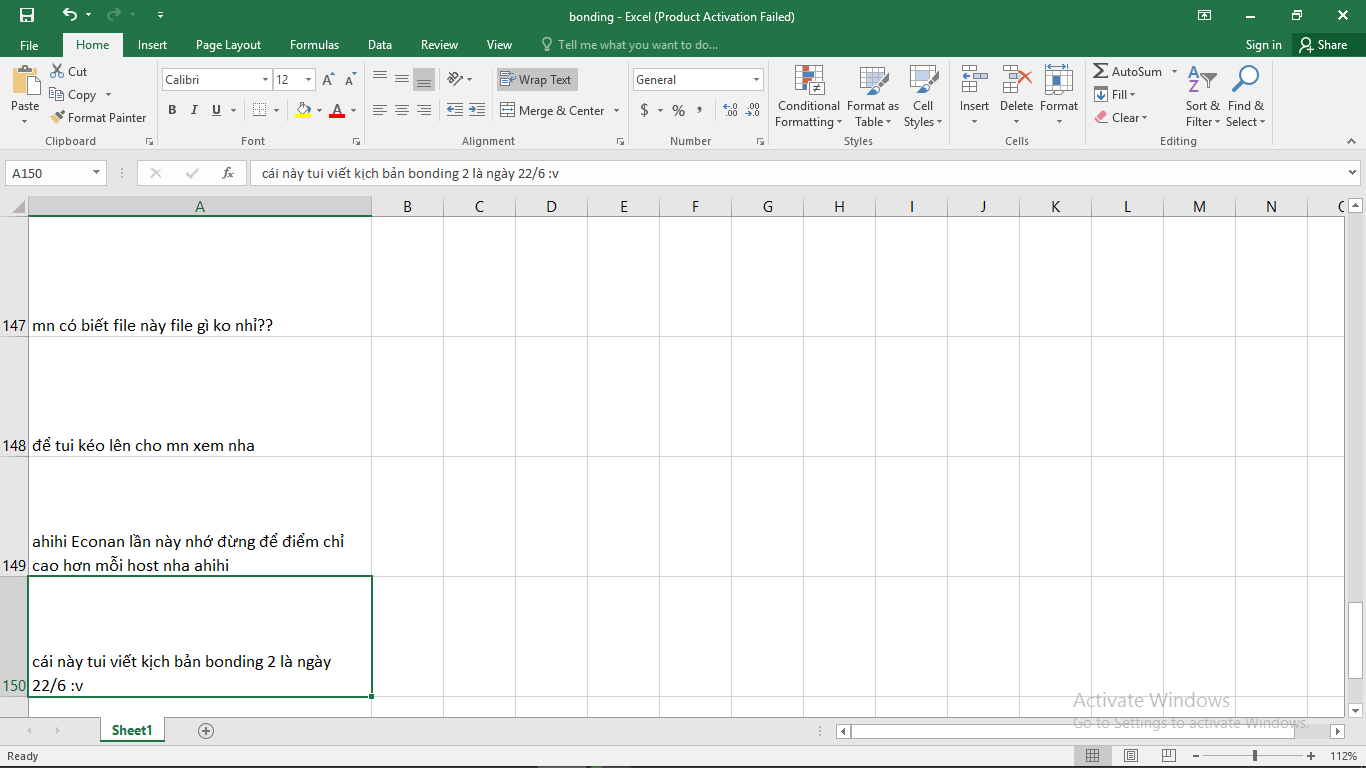 bonding - Excel (Product Activation Failed)
File Home Insert Page Layout Formulas Data Review View Tell me what you want to do... Sign in Share
Paste
Cut
Copy
Format Painter
Clipboard
Calibri 12
B I U
Font
Wrap Text
Merge & Center
Alignment
General
$ % ,
Number
Conditional Formatting
Format as Table
Cell Styles
Styles
Insert
Delete
Format
Cells
AutoSum
Fill
Clear
Sort & Filter
Find & Select
Editing
A150 fx cái này tui viết kịch bản bonding 2 là ngày 22/6 :v
A B C D E F G H I J K L M N
147 mn có biết file này file gì ko nhỉ??
148 để tui kéo lên cho mn xem nha
ahihi Econan lần này nhớ đừng để điểm chỉ
149 cao hơn mỗi host nha ahihi
cái này tui viết kịch bản bonding 2 là ngày
150 22/6 :v
Activate Windows
Go to Settings to activate Windows.
Sheet1
Ready 112%